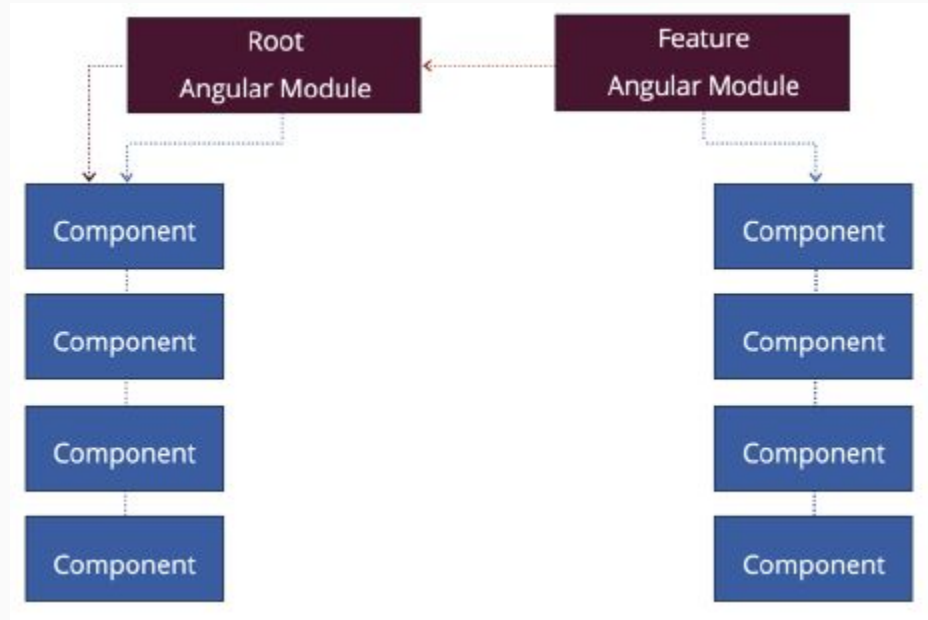 Root
Angular Module
Feature
Angular Module
Component
Component
Component
Component
Component
Component
Component
Component